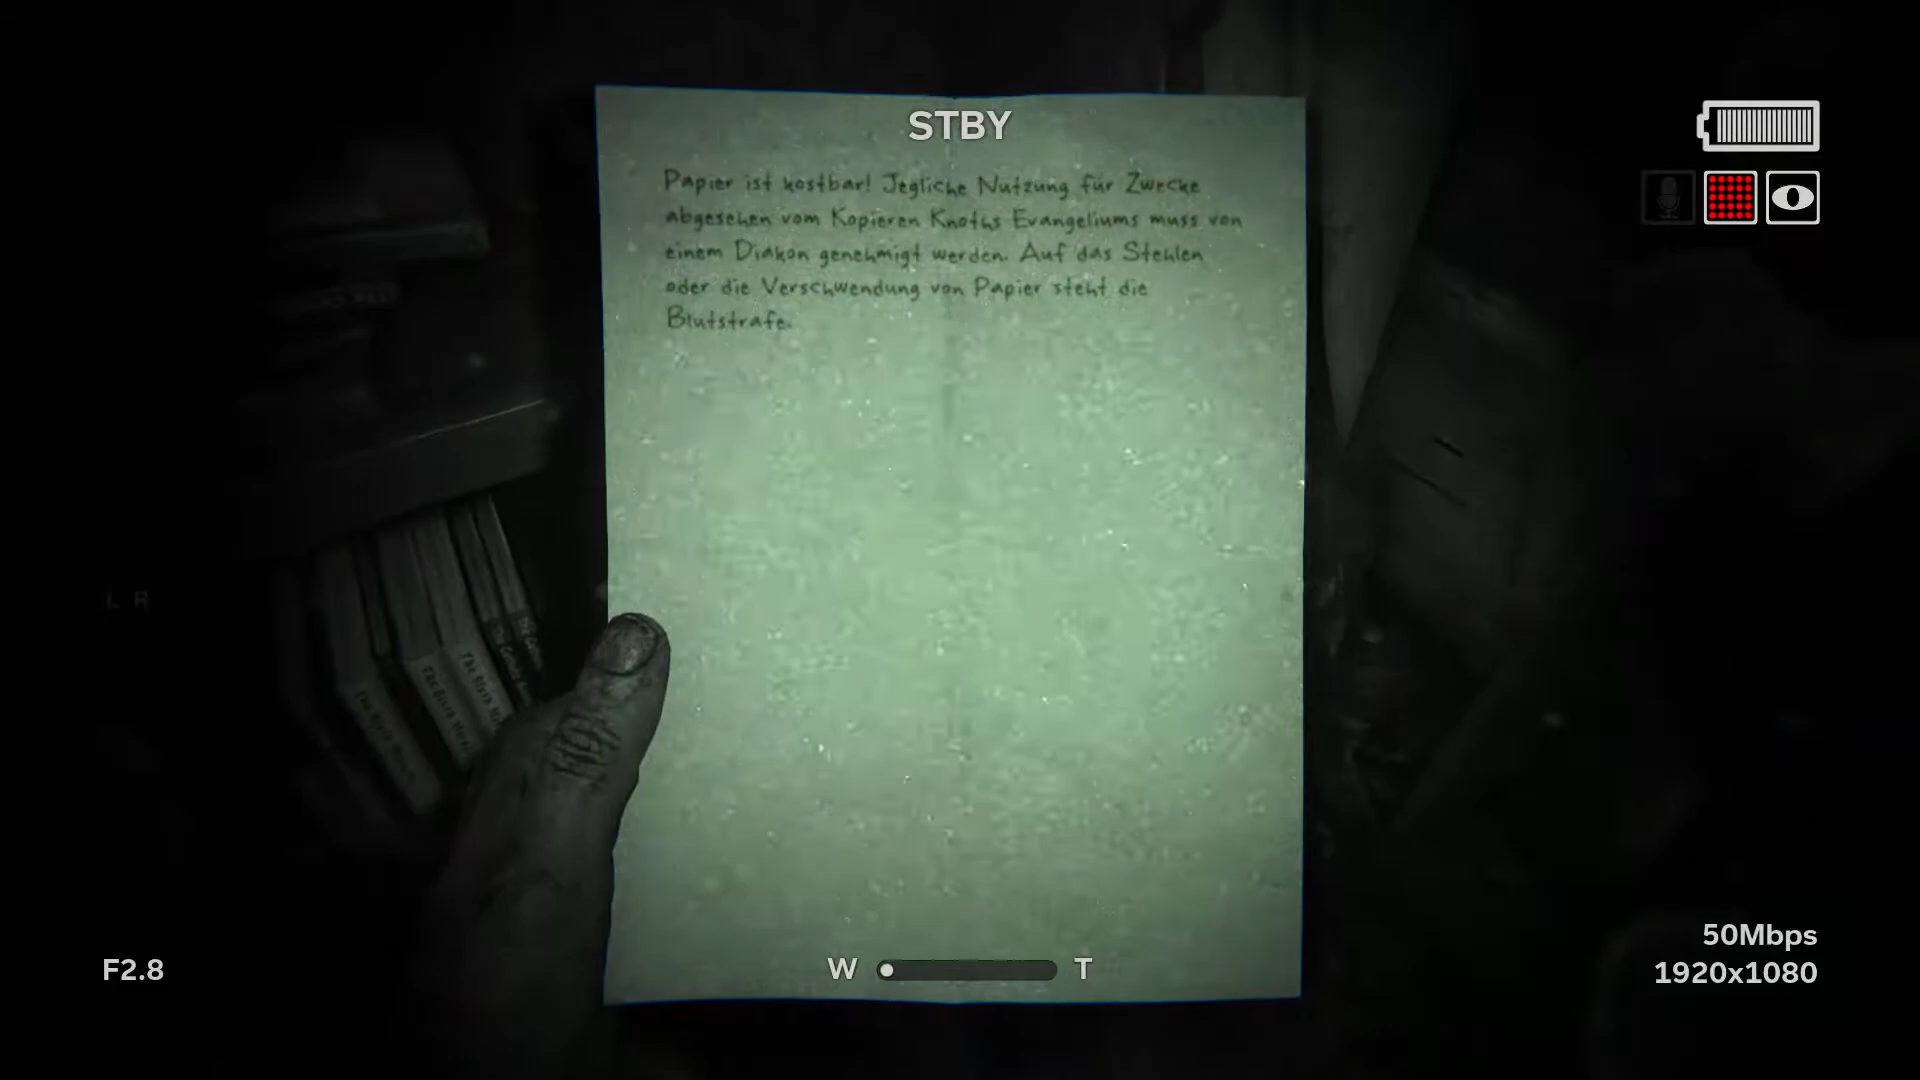 STBY
Papier ist kostbar! Jegliche Nutzung für Zwecke
abgesehen vom Kopieren Knoths Evangeliums muss von
einem Diakon genehmigt werden. Auf das Stehlen
oder die Verschwendung von Papier steht die
Blutstrafe.
L R
F2.8
W
T
50Mbps
1920x1080